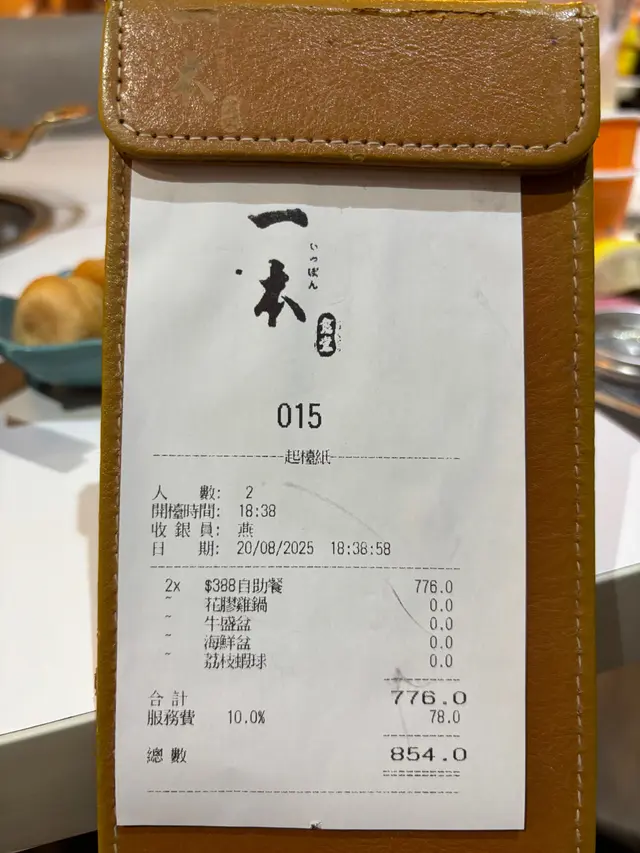 一本
いっぽん
食堂
015
起檯紙
人 數: 2
開檯時間: 18:38
收銀員: 燕
日 期: 20/08/2025 18:38:58
2x $388自助餐 776.0
~ 花膠雞鍋 0.0
~ 牛盛盆 0.0
~ 海鮮盆 0.0
~ 荔枝蝦球 0.0
合計 776.0
服務費 10.0% 78.0
總數 854.0